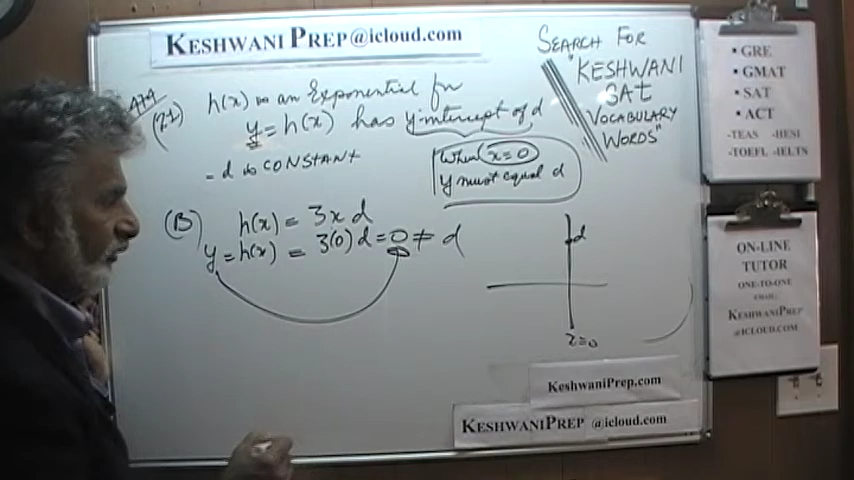 KESHWANI PREP@icloud.com
(21) h(x) is an Exponential fn
y = h(x) has y-intercept of d
= d is CONSTANT
When x=0
y must equal d
(B) h(x) = 3x d
y = h(x) = 3(0) d = 0 ≠ d
d
x=0
SEARCH FOR
"KESHWANI
SAT
VOCABULARY
WORDS"
▪ GRE
▪ GMAT
▪ SAT
▪ ACT
-TEAS -HESI
-TOEFL -IELTS
ON-LINE
TUTOR
ONE-TO-ONE
KESHWANIPREP
@ICLOUD.COM
KeshwaniPrep.com
KESHWANIPREP @icloud.com